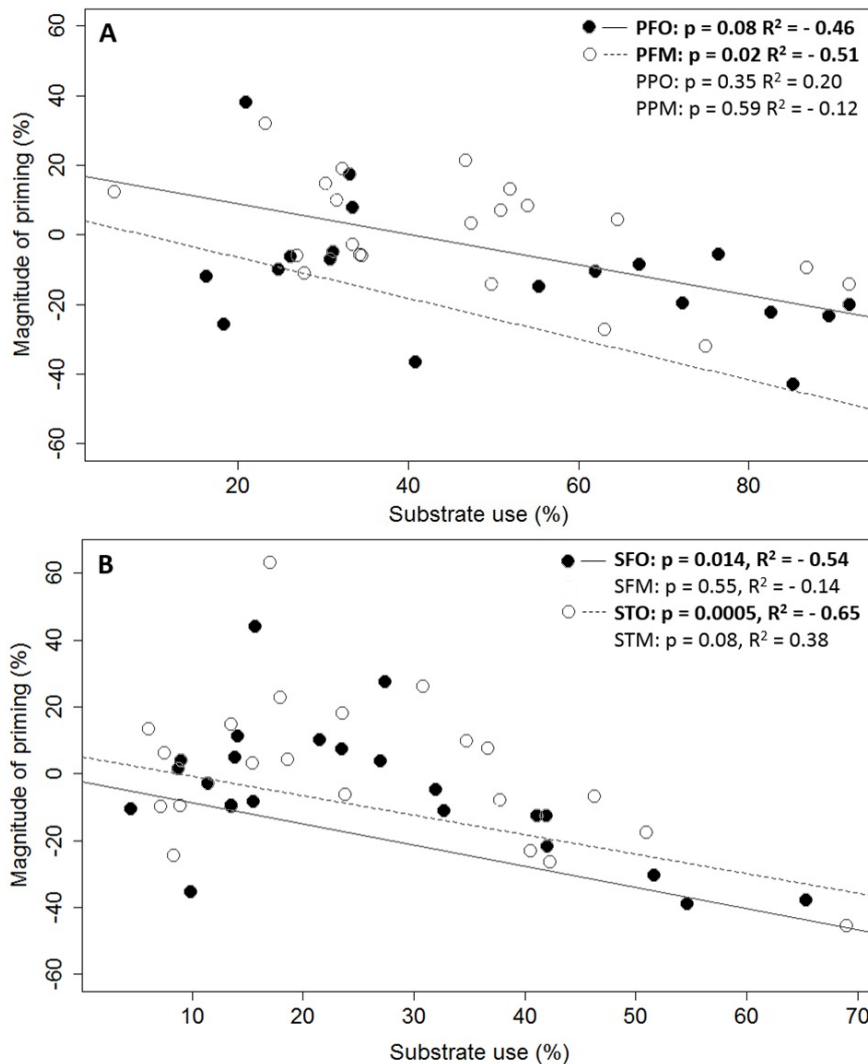 A
PFO: p = 0.08 R² = - 0.46
PFM: p = 0.02 R² = - 0.51
PPO: p = 0.35 R² = 0.20
PPM: p = 0.59 R² = - 0.12
Magnitude of priming (%)
60
40
20
0
-20
-40
-60
20 40 60 80
Substrate use (%)
B
SFO: p = 0.014, R² = - 0.54
SFM: p = 0.55, R² = - 0.14
STO: p = 0.0005, R² = - 0.65
STM: p = 0.08, R² = 0.38
Magnitude of priming (%)
60
40
20
0
-20
-40
-60
10 20 30 40 50 60 70
Substrate use (%)